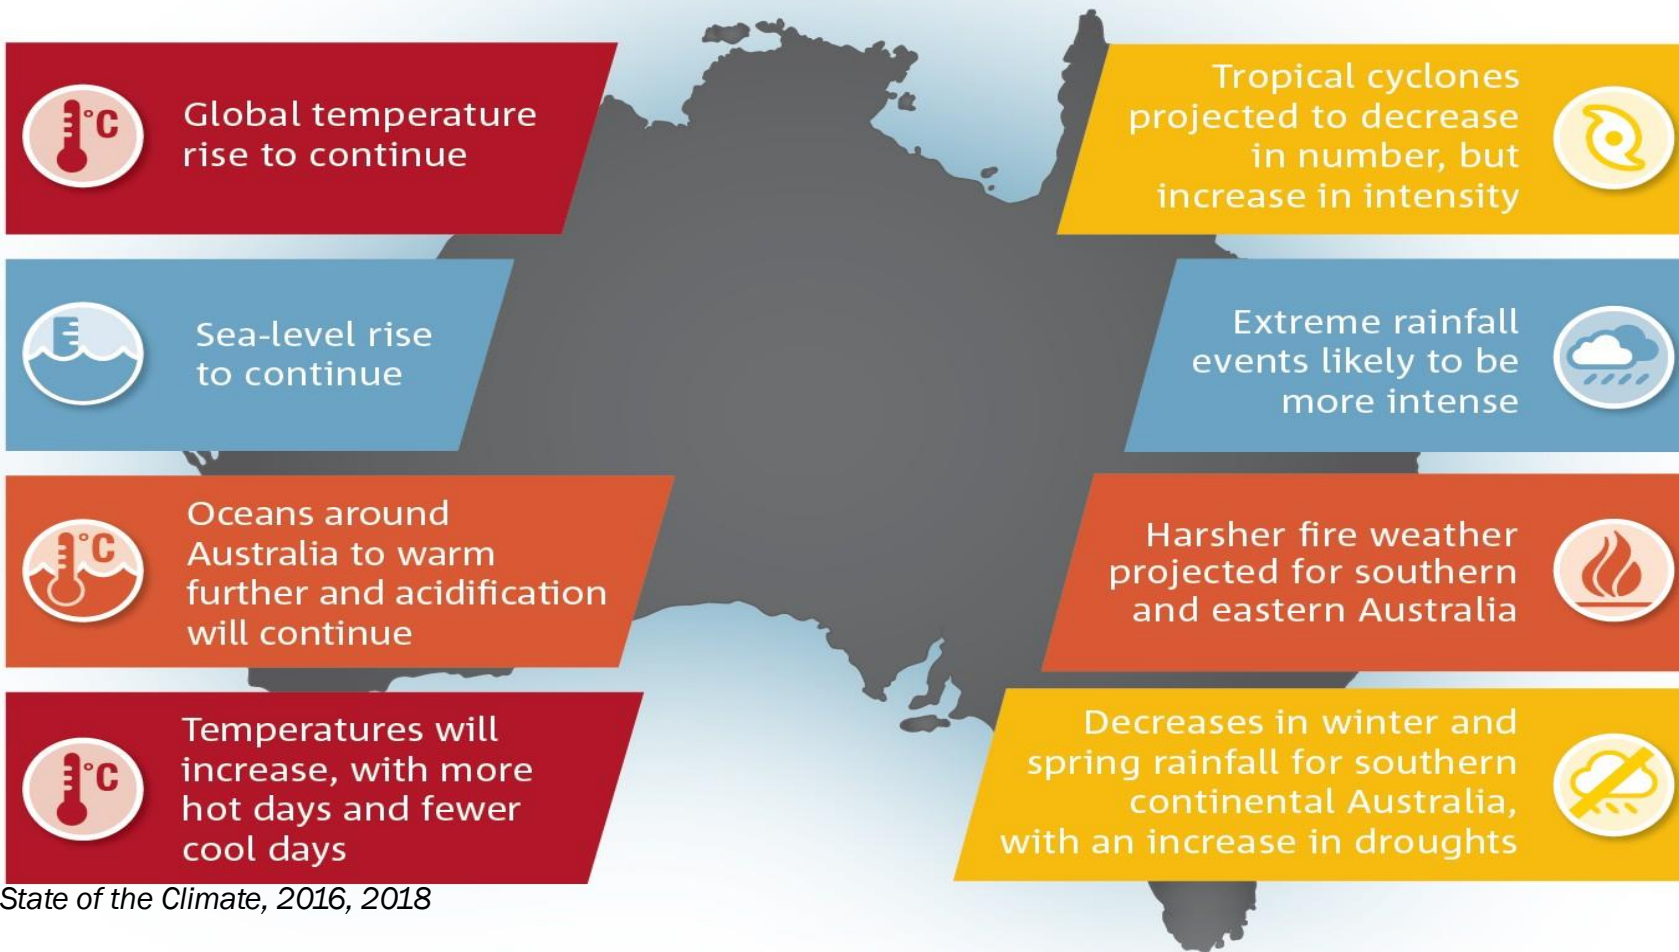 Global temperature
rise to continue
Sea-level rise
to continue
Oceans around
Australia to warm
further and acidification
will continue
Temperatures will
increase, with more
hot days and fewer
cool days
Tropical cyclones
projected to decrease
in number, but
increase in intensity
Extreme rainfall
events likely to be
more intense
Harsher fire weather
projected for southern
and eastern Australia
Decreases in winter and
spring rainfall for southern
continental Australia,
with an increase in droughts
°C
°C
°C
State of the Climate, 2016, 2018